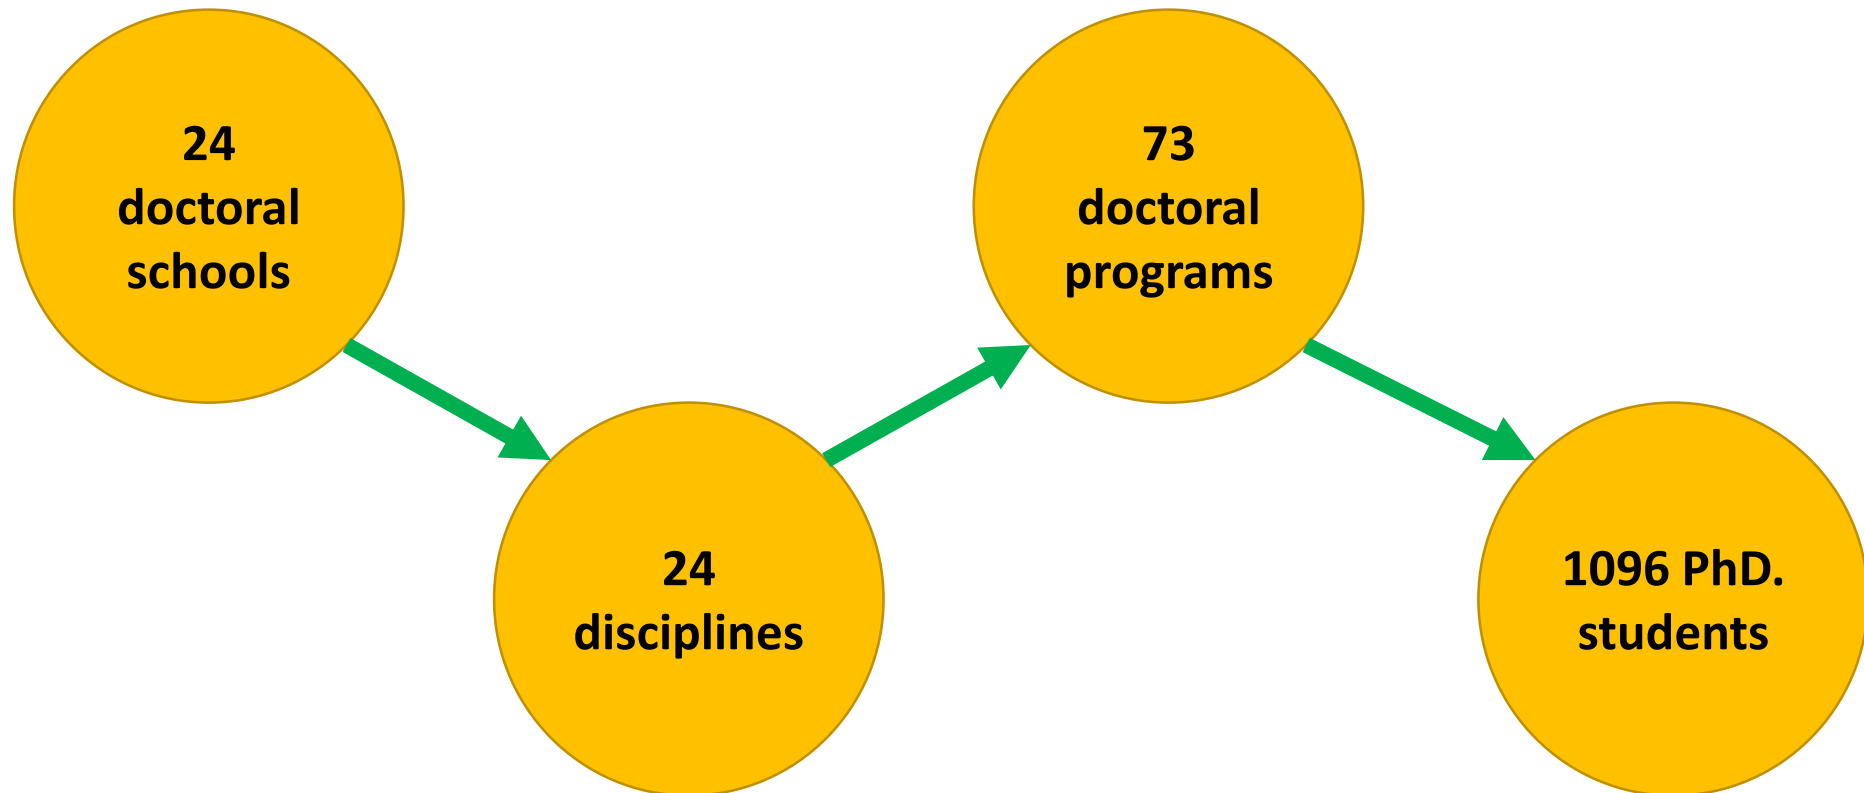 24
doctoral
schools
24
disciplines
73
doctoral
programs
1096 PhD.
students